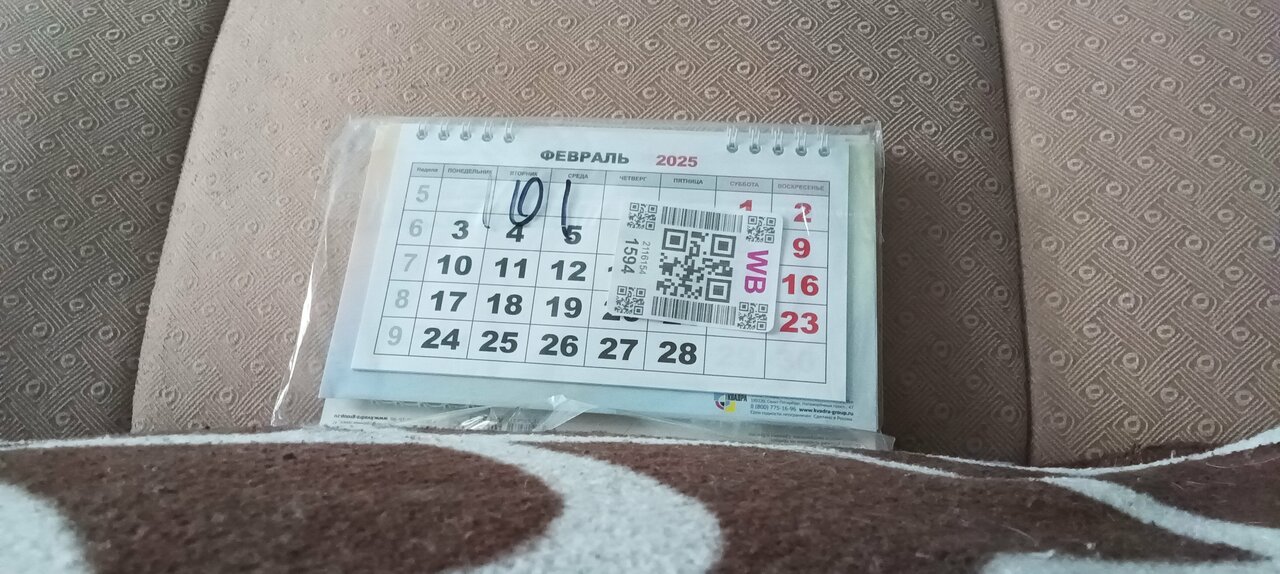 ФЕВРАЛЬ 2025
Неделя ПОНЕДЕЛЬНИК ВТОРНИК СРЕДА ЧЕТВЕРГ ПЯТНИЦА СУББОТА ВОСКРЕСЕНЬЕ
5 1 2
101
6 3 4 5 9
7 10 11 12 16
8 17 18 19 23
9 24 25 26 27 28
2116154
1594
WB
КВАДРА
8 (800) 775-16-96 www.kvadra-group.ru